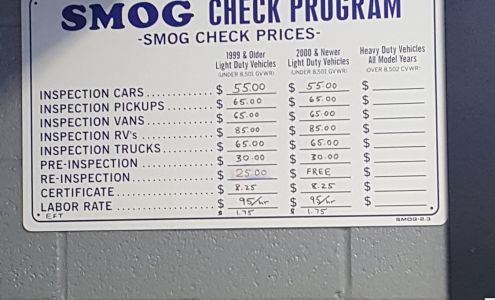 SMOG CHECK PROGRAM
-SMOG CHECK PRICES-
1999 & Older 2000 & Newer Heavy Duty Vehicles
Light Duty Vehicles Light Duty Vehicles All Model Years
(UNDER 8,501 GVWR) (UNDER 8,501 GVWR) (OVER 8,502 GVWR)
INSPECTION CARS $ 55.00 $ 55.00 $
INSPECTION PICKUPS $ 65.00 $ 65.00 $
INSPECTION VANS $ 65.00 $ 65.00 $
INSPECTION RV's $ 85.00 $ 85.00 $
INSPECTION TRUCKS $ 65.00 $ 65.00 $
PRE-INSPECTION $ 30.00 $ 30.00 $
RE-INSPECTION $ 25.00 $ FREE $
CERTIFICATE $ 8.25 $ 8.25 $
LABOR RATE $ 95/hr $ 95/hr $
EFT $ 1.75 $ 1.75 SMOG-2.3